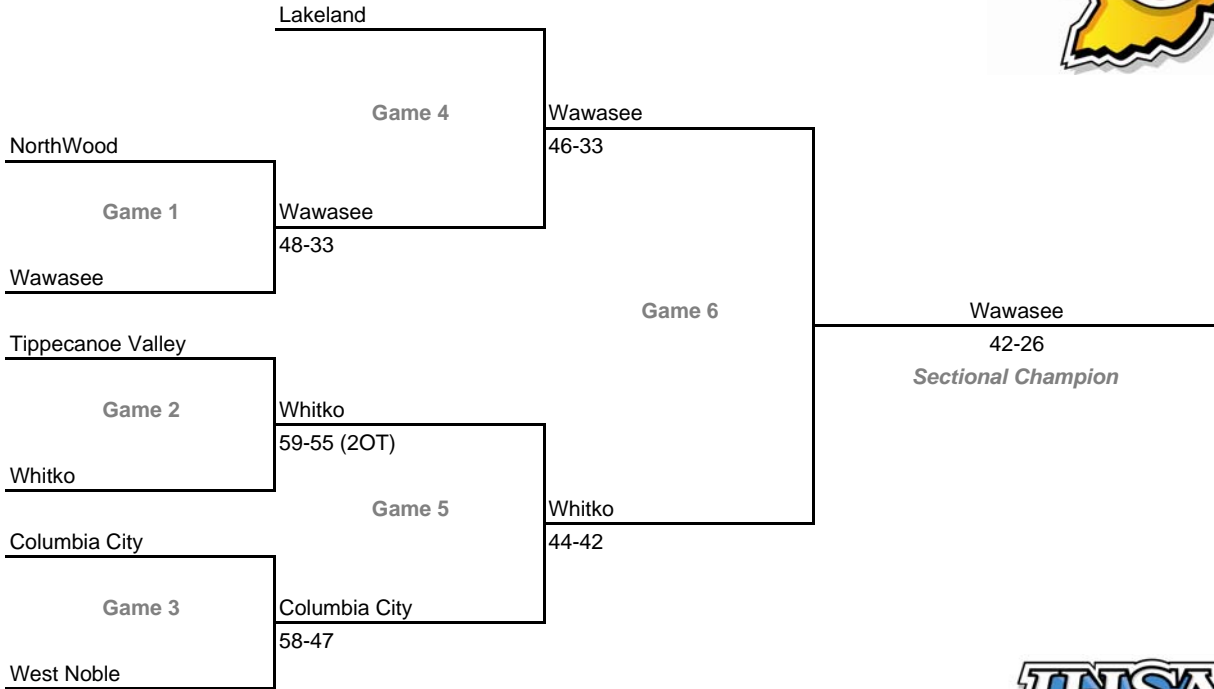 Lakeland
Game 4
Wawasee
NorthWood
46-33
Game 1
Wawasee
48-33
Wawasee
Game 6
Wawasee
Tippecanoe Valley
42-26
Sectional Champion
Game 2
Whitko
59-55 (2OT)
Whitko
Game 5
Whitko
Columbia City
44-42
Game 3
Columbia City
58-47
West Noble